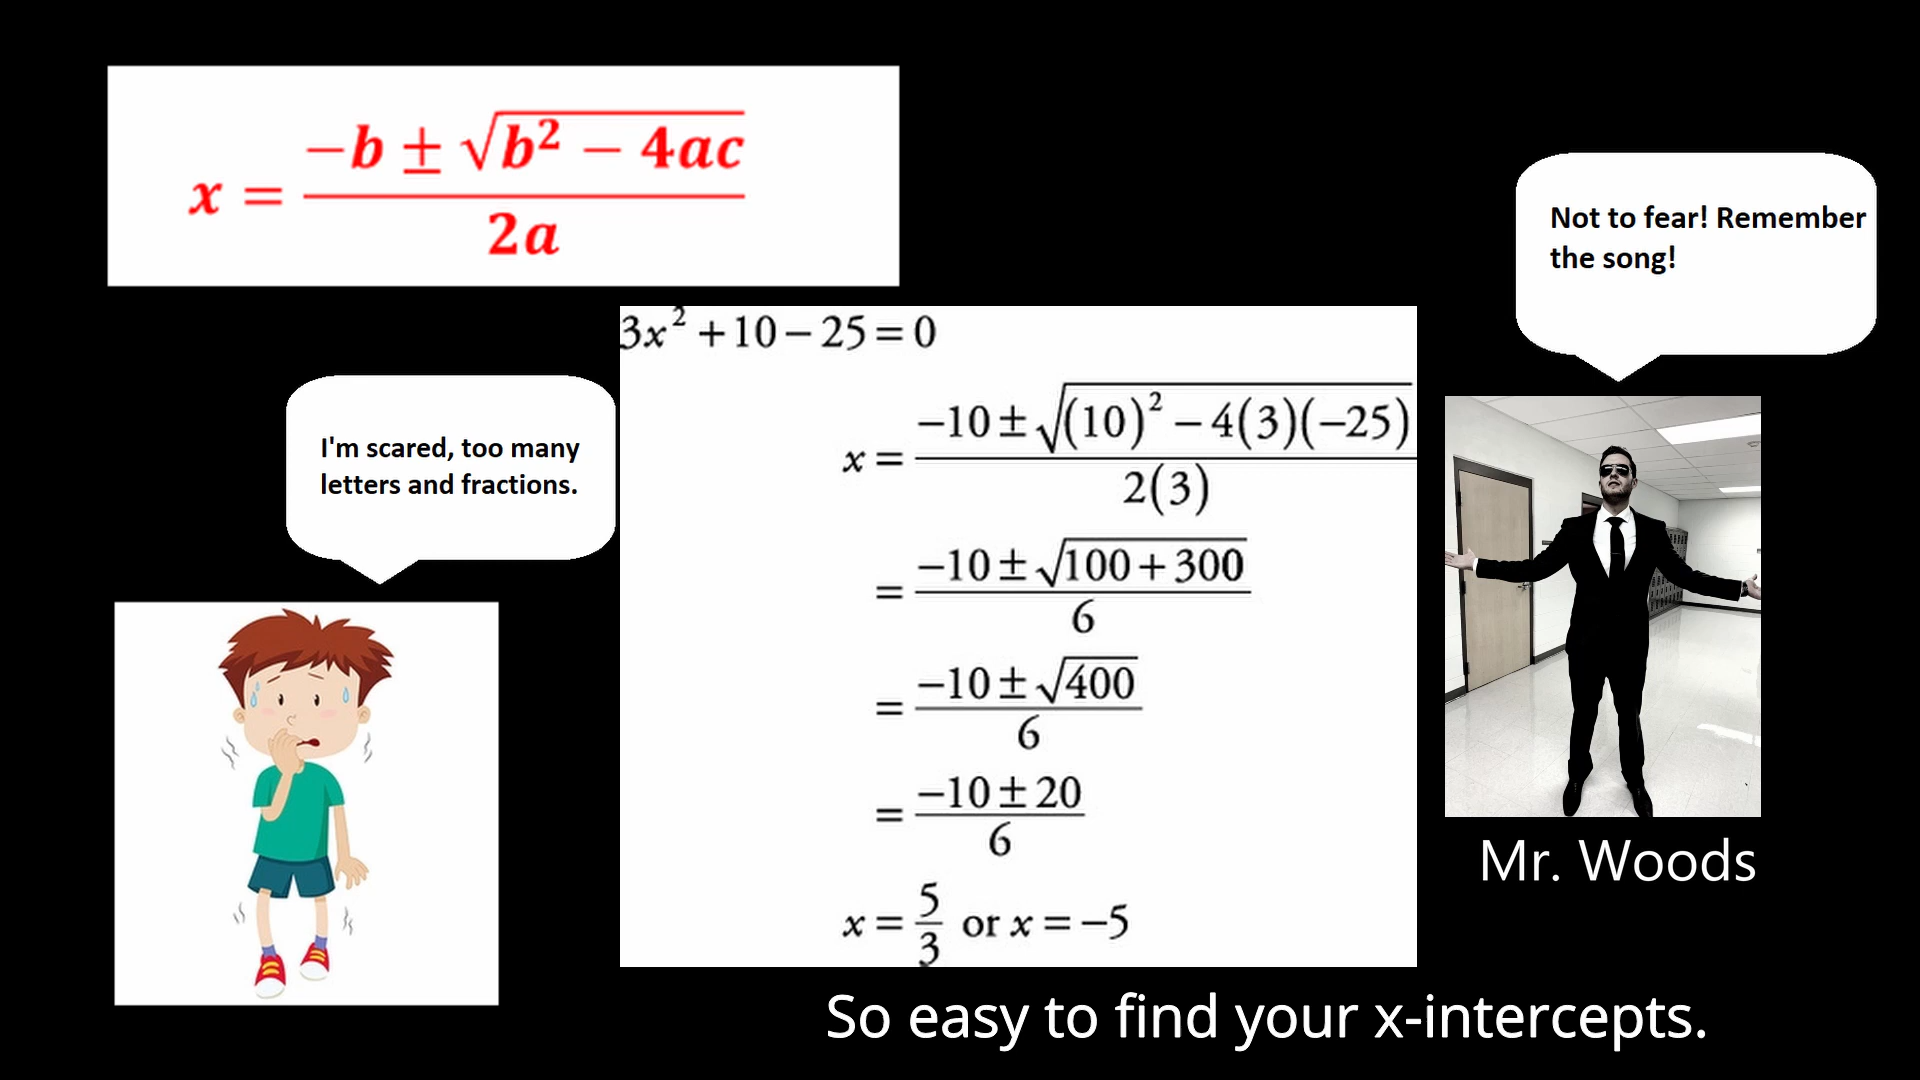 x = −b ± √b² − 4ac / 2a
Not to fear! Remember
the song!
3x² + 10 − 25 = 0
I'm scared, too many
letters and fractions.
x = −10 ± √(10)² − 4(3)(−25) / 2(3)
= −10 ± √100 + 300 / 6
= −10 ± √400 / 6
= −10 ± 20 / 6
x = 5/3 or x = −5
Mr. Woods
So easy to find your x-intercepts.